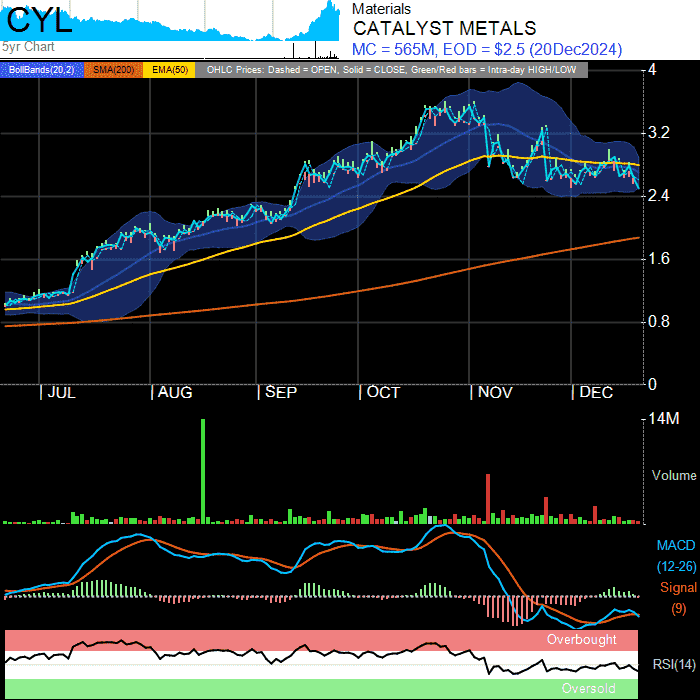 CYL
5yr Chart
Materials
CATALYST METALS
MC = 565M, EOD = $2.5 (20Dec2024)
BollBands(20,2) SMA(200) EMA(50) OHLC Prices: Dashed = OPEN, Solid = CLOSE, Green/Red bars = Intra-day HIGH/LOW
4
3.2
2.4
1.6
0.8
0
JUL AUG SEP OCT NOV DEC
14M
Volume
MACD
(12-26)
Signal
(9)
Overbought
RSI(14)
Oversold